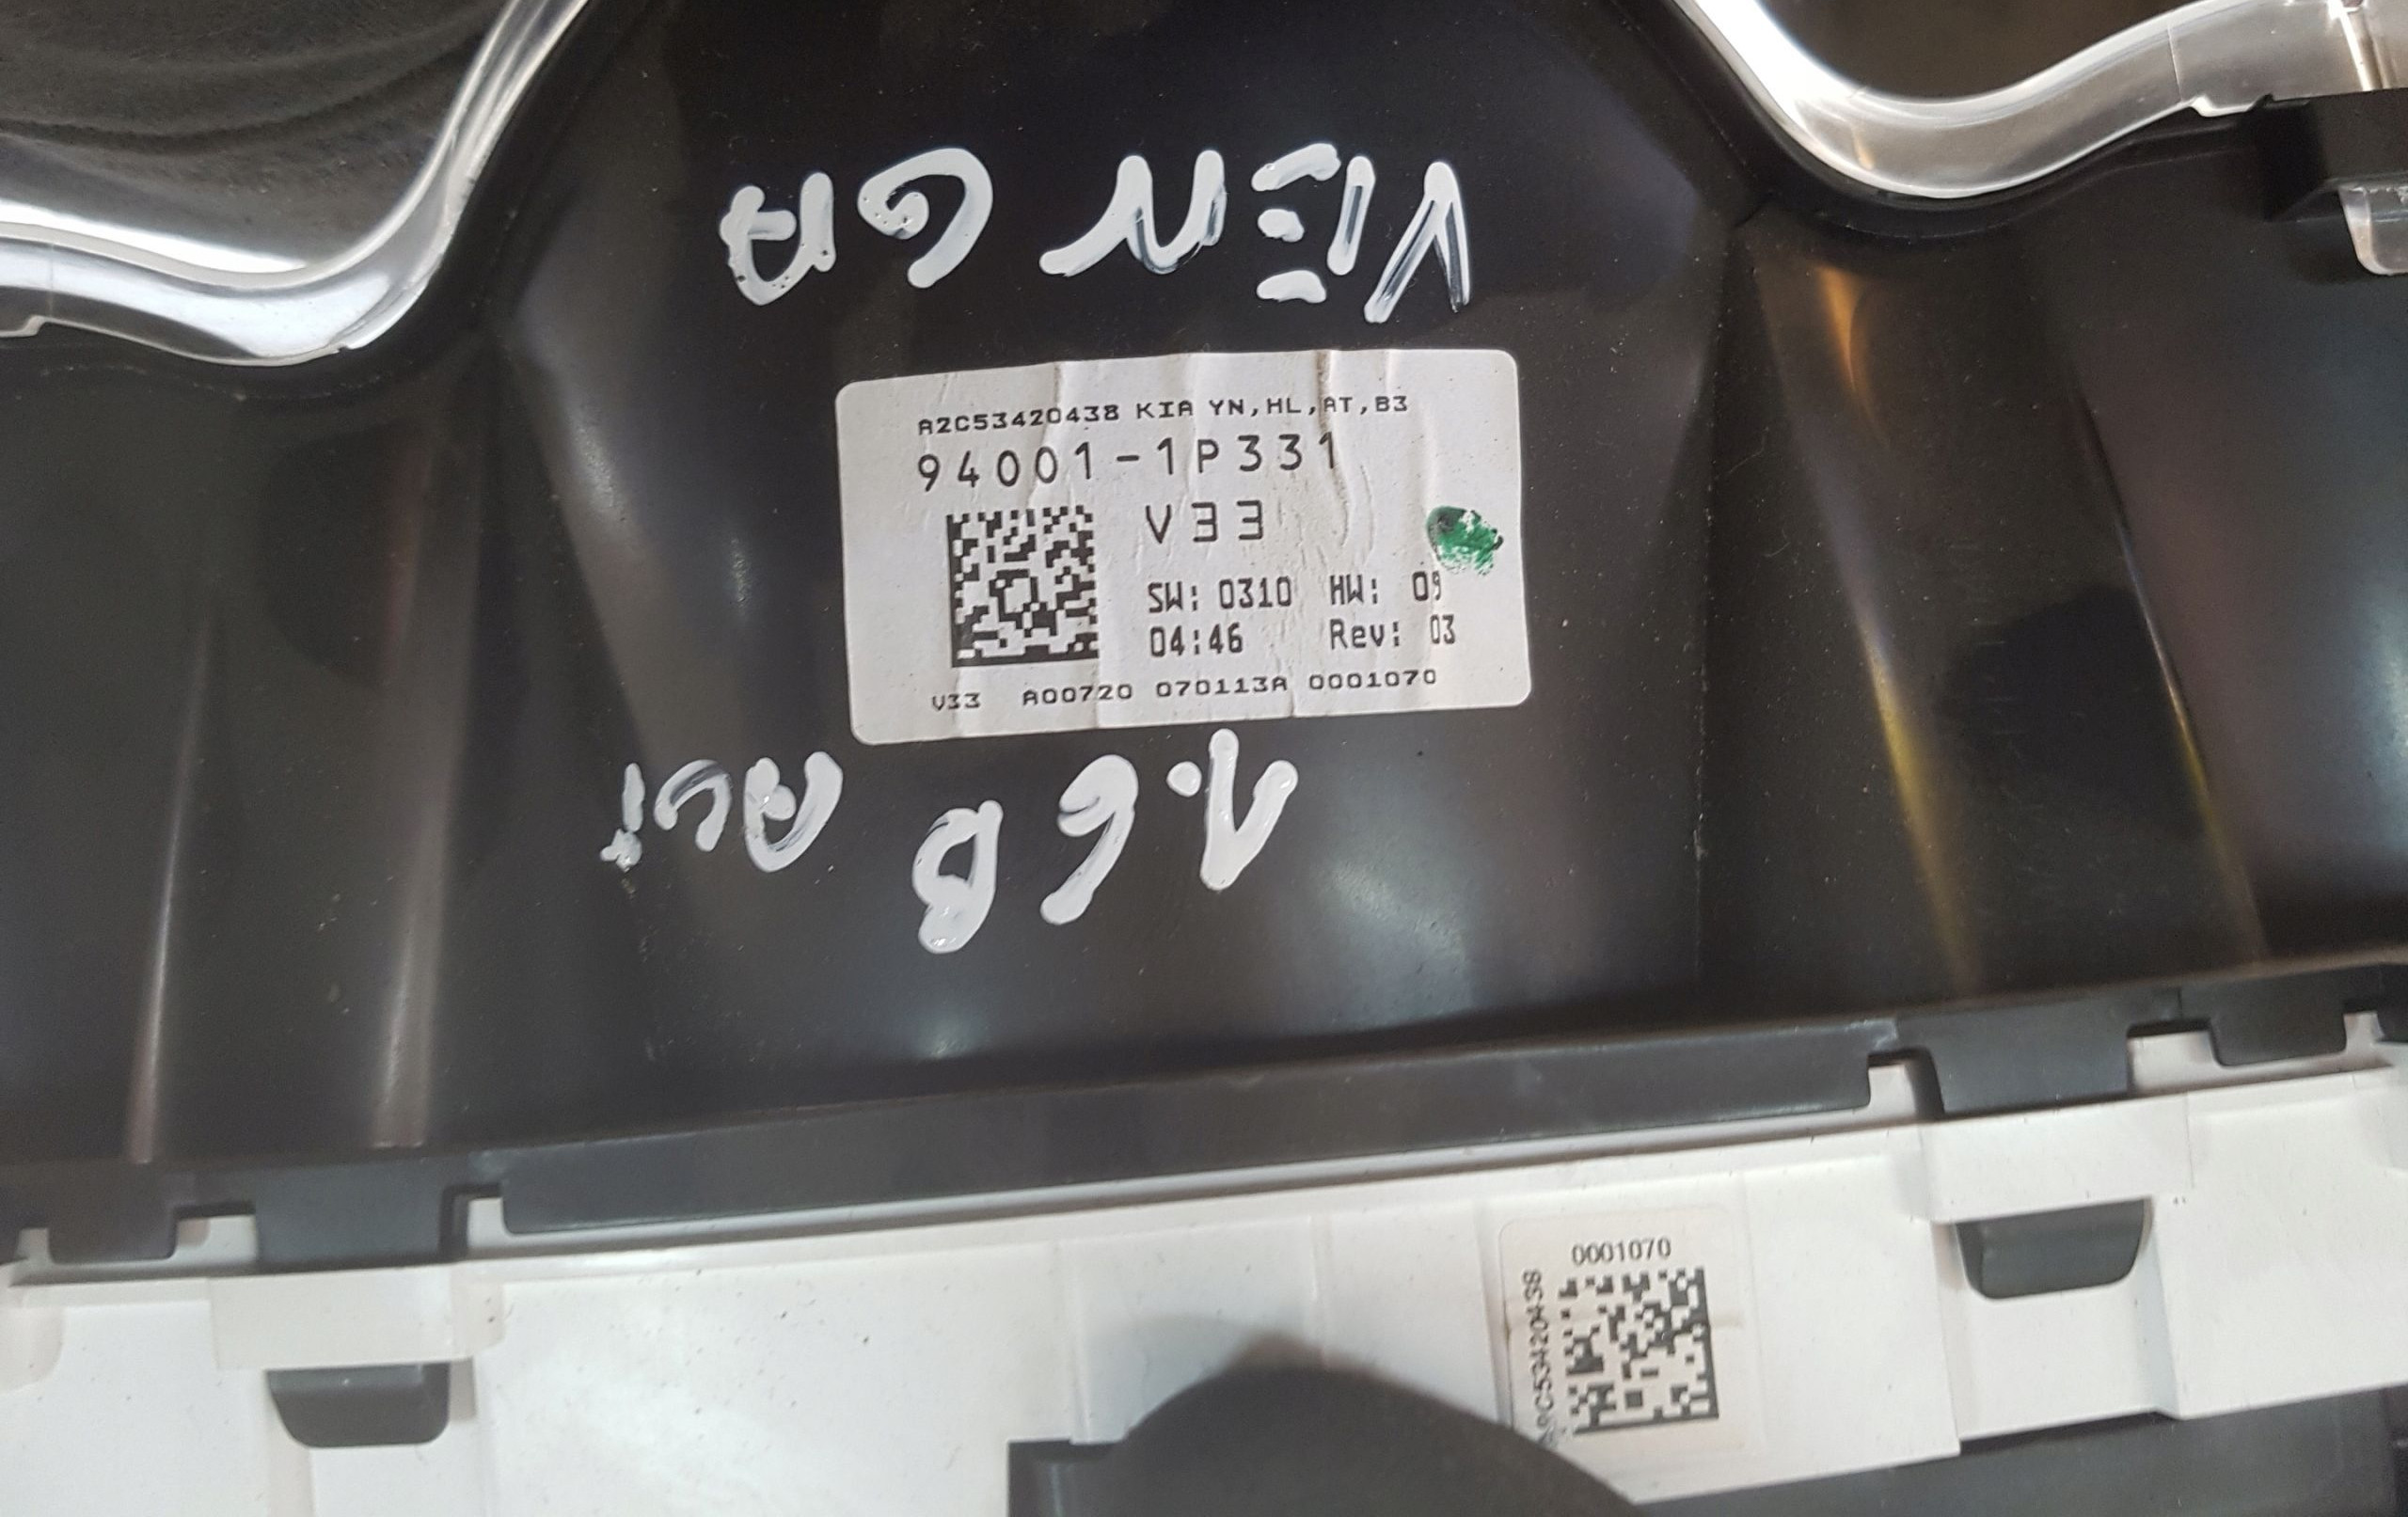 VENGA
A2C53420438 KIA YN,HL,AT,B3
94001-1P331
V33
SW: 0310 HW: 09
04:46 Rev: 03
V33 A00720 070113A 0001070
1.6B AUT
0001070
A2C53420438